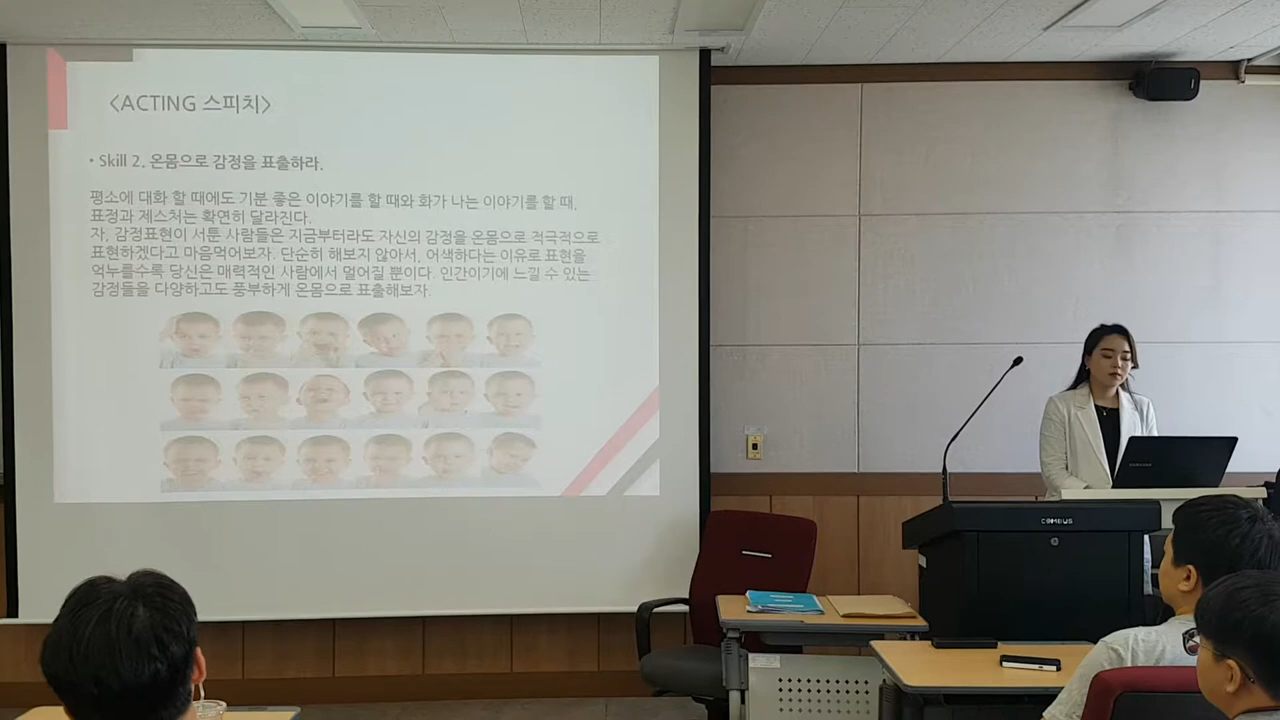 <ACTING 스피치>
• Skill 2. 온몸으로 감정을 표출하라.
평소에 대화 할 때에도 기분 좋은 이야기를 할 때와 화가 나는 이야기를 할 때,
표정과 제스처는 확연히 달라진다.
자, 감정표현이 서툰 사람들은 지금부터라도 자신의 감정을 온몸으로 적극적으로
표현하겠다고 마음먹어보자. 단순히 해보지 않아서, 어색하다는 이유로 표현을
억누를수록 당신은 매력적인 사람에서 멀어질 뿐이다. 인간이기에 느낄 수 있는
감정들을 다양하고도 풍부하게 온몸으로 표출해보자.
SAMSUNG
COMBUS